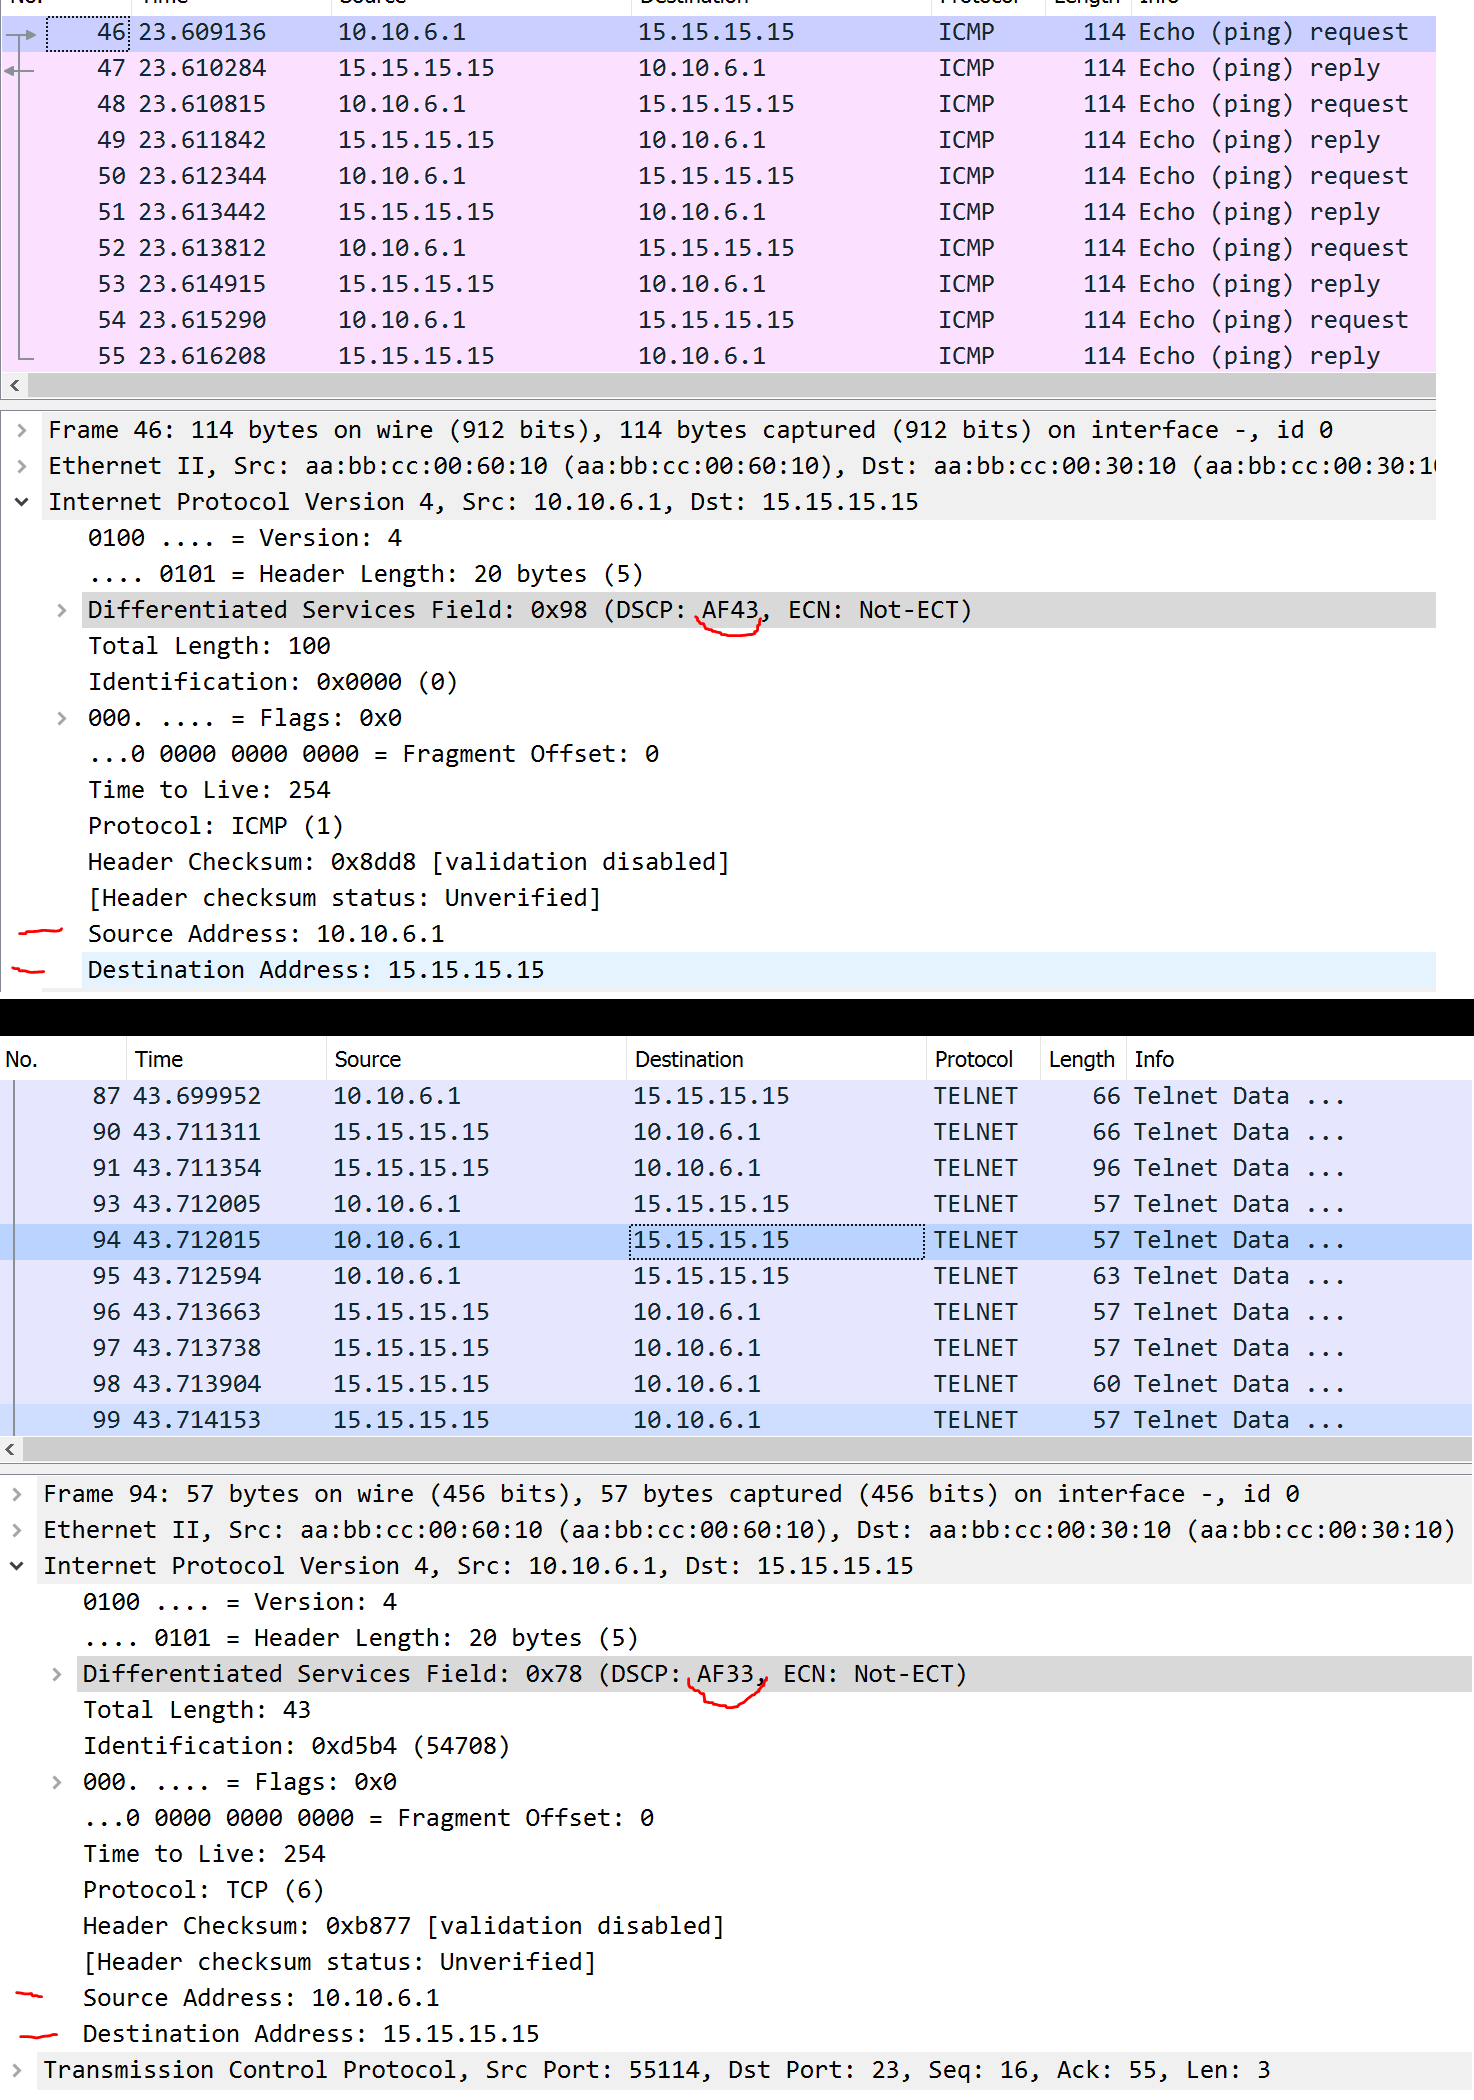 46 23.609136 10.10.6.1 15.15.15.15 ICMP 114 Echo (ping) request
47 23.610284 15.15.15.15 10.10.6.1 ICMP 114 Echo (ping) reply
48 23.610815 10.10.6.1 15.15.15.15 ICMP 114 Echo (ping) request
49 23.611842 15.15.15.15 10.10.6.1 ICMP 114 Echo (ping) reply
50 23.612344 10.10.6.1 15.15.15.15 ICMP 114 Echo (ping) request
51 23.613442 15.15.15.15 10.10.6.1 ICMP 114 Echo (ping) reply
52 23.613812 10.10.6.1 15.15.15.15 ICMP 114 Echo (ping) request
53 23.614915 15.15.15.15 10.10.6.1 ICMP 114 Echo (ping) reply
54 23.615290 10.10.6.1 15.15.15.15 ICMP 114 Echo (ping) request
55 23.616208 15.15.15.15 10.10.6.1 ICMP 114 Echo (ping) reply
Frame 46: 114 bytes on wire (912 bits), 114 bytes captured (912 bits) on interface -, id 0
Ethernet II, Src: aa:bb:cc:00:60:10 (aa:bb:cc:00:60:10), Dst: aa:bb:cc:00:30:10 (aa:bb:cc:00:30:10
Internet Protocol Version 4, Src: 10.10.6.1, Dst: 15.15.15.15
0100 .... = Version: 4
.... 0101 = Header Length: 20 bytes (5)
Differentiated Services Field: 0x98 (DSCP: AF43, ECN: Not-ECT)
Total Length: 100
Identification: 0x0000 (0)
000. .... = Flags: 0x0
...0 0000 0000 0000 = Fragment Offset: 0
Time to Live: 254
Protocol: ICMP (1)
Header Checksum: 0x8dd8 [validation disabled]
[Header checksum status: Unverified]
Source Address: 10.10.6.1
Destination Address: 15.15.15.15
No. Time Source Destination Protocol Length Info
87 43.699952 10.10.6.1 15.15.15.15 TELNET 66 Telnet Data ...
90 43.711311 15.15.15.15 10.10.6.1 TELNET 66 Telnet Data ...
91 43.711354 15.15.15.15 10.10.6.1 TELNET 96 Telnet Data ...
93 43.712005 10.10.6.1 15.15.15.15 TELNET 57 Telnet Data ...
94 43.712015 10.10.6.1 15.15.15.15 TELNET 57 Telnet Data ...
95 43.712594 10.10.6.1 15.15.15.15 TELNET 63 Telnet Data ...
96 43.713663 15.15.15.15 10.10.6.1 TELNET 57 Telnet Data ...
97 43.713738 15.15.15.15 10.10.6.1 TELNET 57 Telnet Data ...
98 43.713904 15.15.15.15 10.10.6.1 TELNET 60 Telnet Data ...
99 43.714153 15.15.15.15 10.10.6.1 TELNET 57 Telnet Data ...
Frame 94: 57 bytes on wire (456 bits), 57 bytes captured (456 bits) on interface -, id 0
Ethernet II, Src: aa:bb:cc:00:60:10 (aa:bb:cc:00:60:10), Dst: aa:bb:cc:00:30:10 (aa:bb:cc:00:30:10)
Internet Protocol Version 4, Src: 10.10.6.1, Dst: 15.15.15.15
0100 .... = Version: 4
.... 0101 = Header Length: 20 bytes (5)
Differentiated Services Field: 0x78 (DSCP: AF33, ECN: Not-ECT)
Total Length: 43
Identification: 0xd5b4 (54708)
000. .... = Flags: 0x0
...0 0000 0000 0000 = Fragment Offset: 0
Time to Live: 254
Protocol: TCP (6)
Header Checksum: 0xb877 [validation disabled]
[Header checksum status: Unverified]
Source Address: 10.10.6.1
Destination Address: 15.15.15.15
Transmission Control Protocol, Src Port: 55114, Dst Port: 23, Seq: 16, Ack: 55, Len: 3